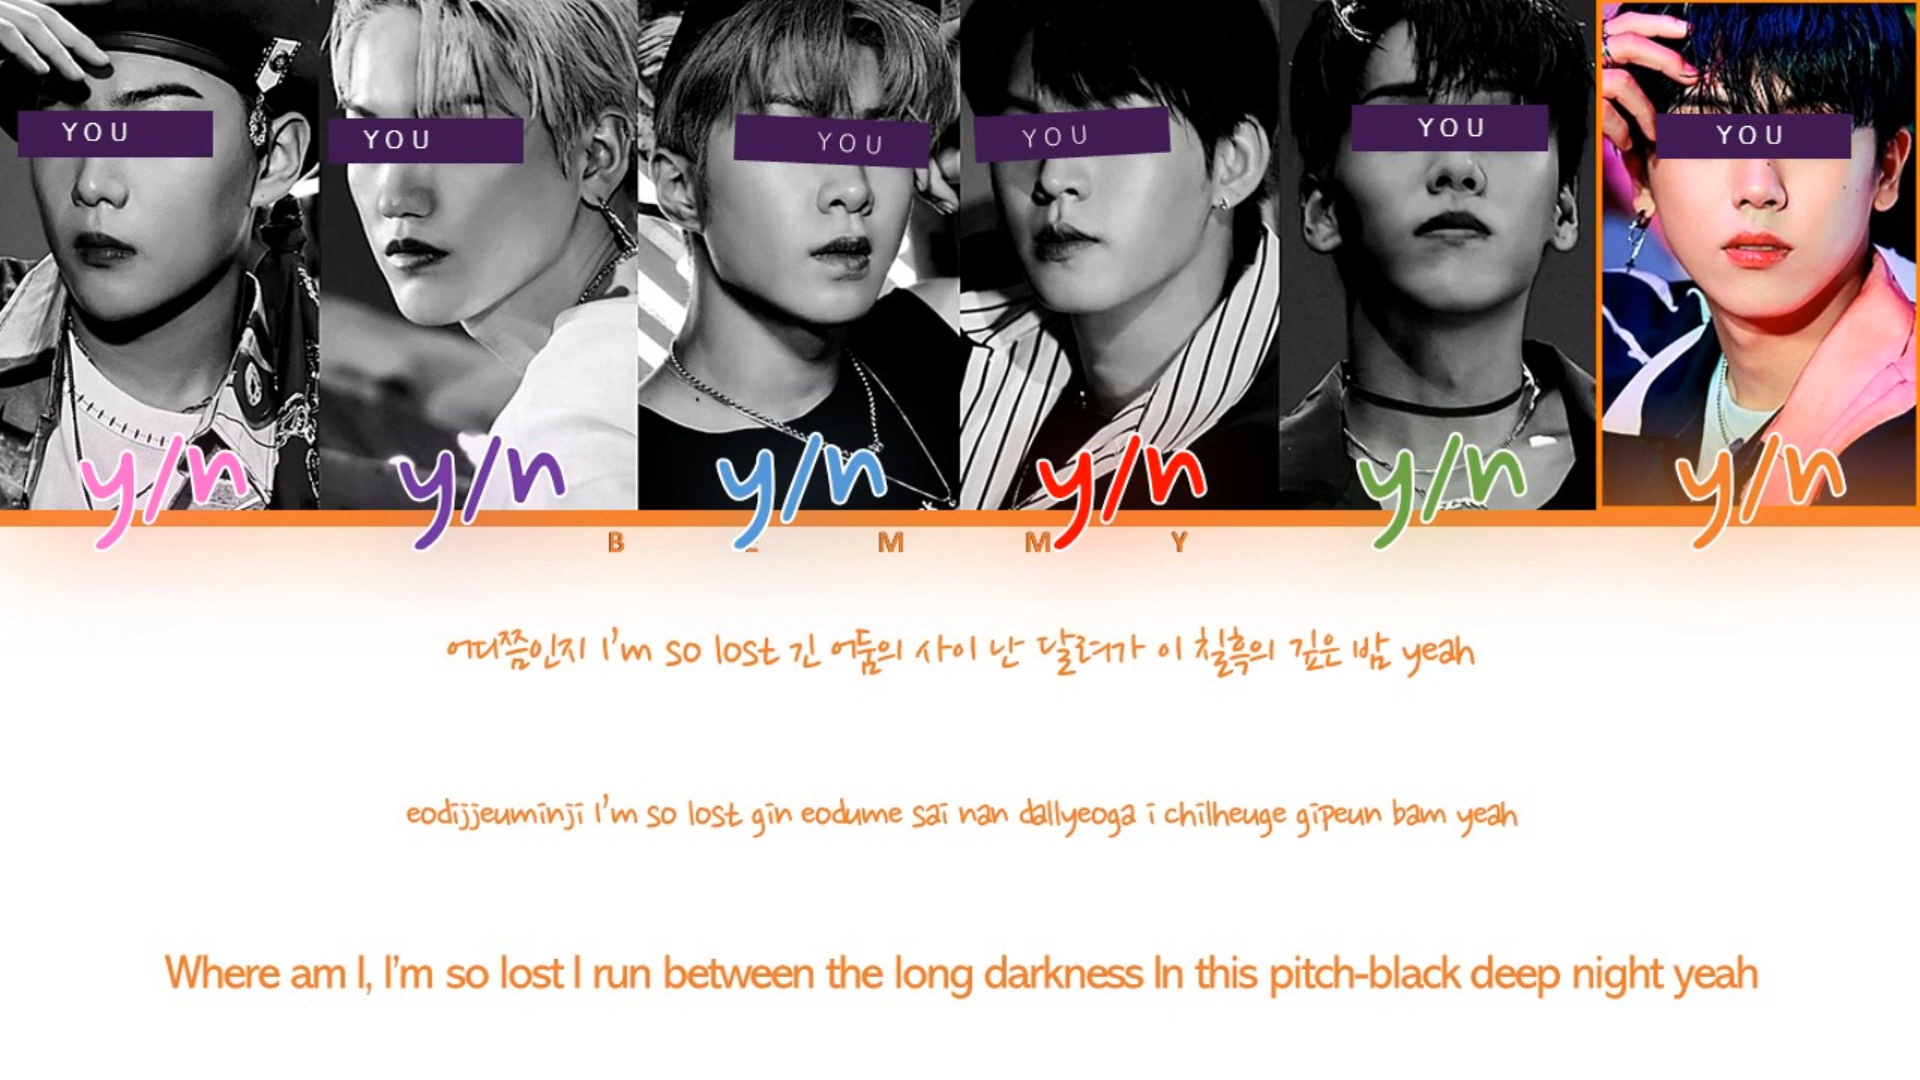 YOU YOU YOU YOU YOU YOU
y/n y/n y/n y/n y/n y/n
B M M Y
어디쯤인지 I'm so lost 긴 어둠의 사이 난 달려가 이 칠흑의 깊은 밤 yeah
eodijjeuminji I'm so lost gin eodume sai nan dallyeoga i chilheuge gipeun bam yeah
Where am I, I'm so lost I run between the long darkness In this pitch-black deep night yeah